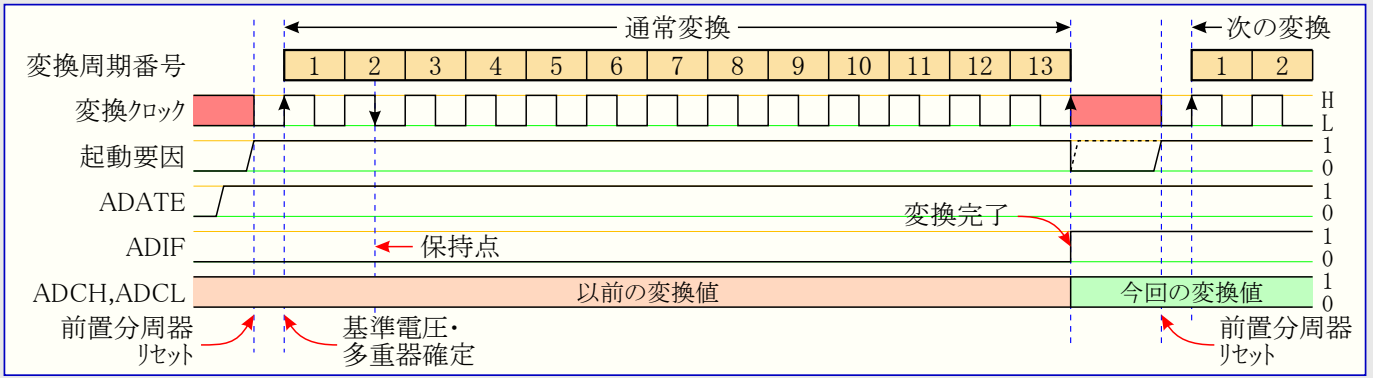 通常変換
次の変換
変換周期番号 1 2 3 4 5 6 7 8 9 10 11 12 13 1 2
変換クロック H
L
起動要因 1
0
ADATE 1
0
変換完了
ADIF 保持点 1
0
ADCH,ADCL 以前の変換値 今回の変換値 1
0
前置分周器
リセット
基準電圧・
多重器確定
前置分周器
リセット